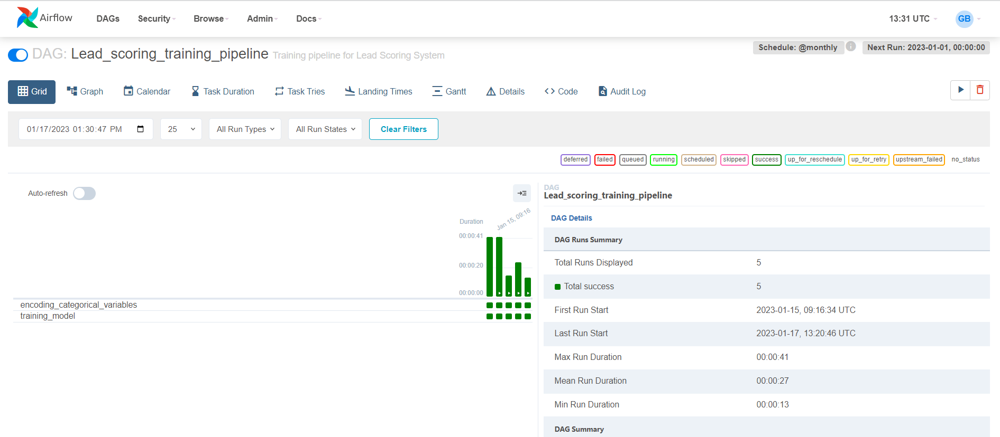 Airflow DAGs Security Browse Admin Docs 13:31 UTC GB
DAG: Lead_scoring_training_pipeline Training pipeline for Lead Scoring System Schedule: @monthly i Next Run: 2023-01-01, 00:00:00
Grid Graph Calendar Task Duration Task Tries Landing Times Gantt Details Code Audit Log
01/17/2023 01:30:47 PM 25 All Run Types All Run States Clear Filters
deferred failed queued running scheduled skipped success up_for_reschedule up_for_retry upstream_failed no_status
Auto-refresh
Duration
Jan 15, 09:16
00:00:41
00:00:20
00:00:00
encoding_categorical_variables
training_model
DAG
Lead_scoring_training_pipeline
DAG Details
DAG Runs Summary
Total Runs Displayed 5
Total success 5
First Run Start 2023-01-15, 09:16:34 UTC
Last Run Start 2023-01-17, 13:20:46 UTC
Max Run Duration 00:00:41
Mean Run Duration 00:00:27
Min Run Duration 00:00:13
DAG Summary